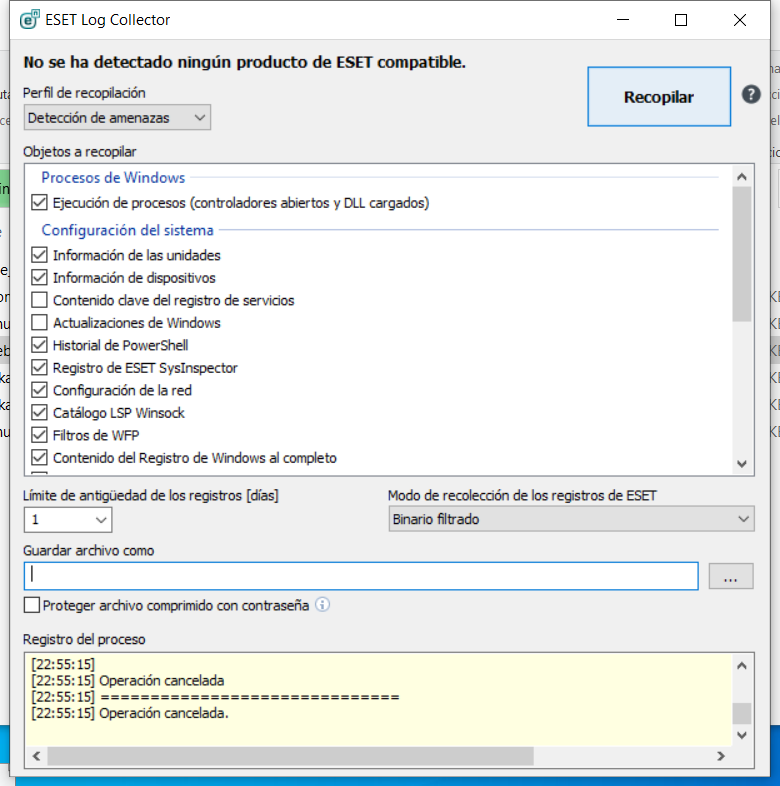 ESET Log Collector
No se ha detectado ningún producto de ESET compatible.
Perfil de recopilación
Detección de amenazas
Recopilar
Objetos a recopilar
Procesos de Windows
Ejecución de procesos (controladores abiertos y DLL cargados)
Configuración del sistema
Información de las unidades
Información de dispositivos
Contenido clave del registro de servicios
Actualizaciones de Windows
Historial de PowerShell
Registro de ESET SysInspector
Configuración de la red
Catálogo LSP Winsock
Filtros de WFP
Contenido del Registro de Windows al completo
Límite de antigüedad de los registros [días]
Modo de recolección de los registros de ESET
1
Binario filtrado
Guardar archivo como
...
Proteger archivo comprimido con contraseña
Registro del proceso
[22:55:15]
[22:55:15] Operación cancelada
[22:55:15] ==============================
[22:55:15] Operación cancelada.